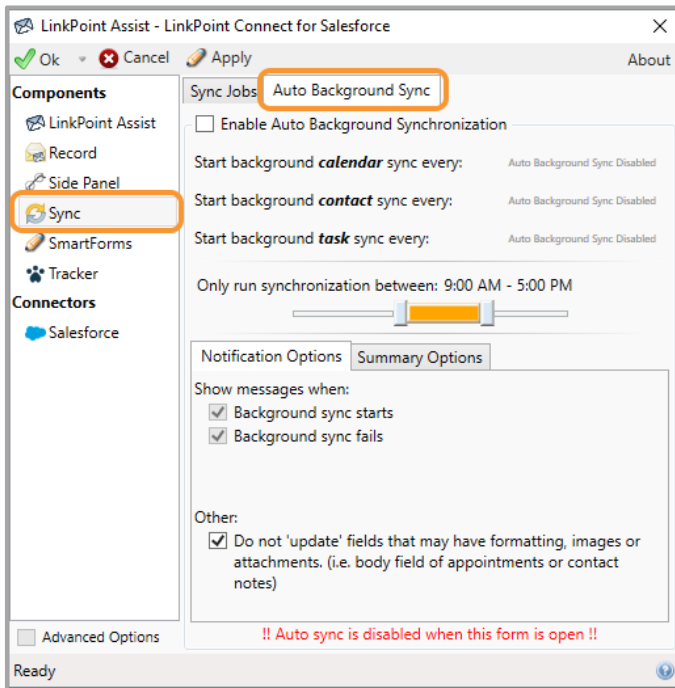 LinkPoint Assist - LinkPoint Connect for Salesforce
Ok Cancel Apply About
Components
LinkPoint Assist
Record
Side Panel
Sync
SmartForms
Tracker
Connectors
Salesforce
Advanced Options
Sync Jobs Auto Background Sync
Enable Auto Background Synchronization
Start background calendar sync every: Auto Background Sync Disabled
Start background contact sync every: Auto Background Sync Disabled
Start background task sync every: Auto Background Sync Disabled
Only run synchronization between: 9:00 AM - 5:00 PM
Notification Options Summary Options
Show messages when:
Background sync starts
Background sync fails
Other:
Do not 'update' fields that may have formatting, images or
attachments. (i.e. body field of appointments or contact
notes)
!! Auto sync is disabled when this form is open !!
Ready